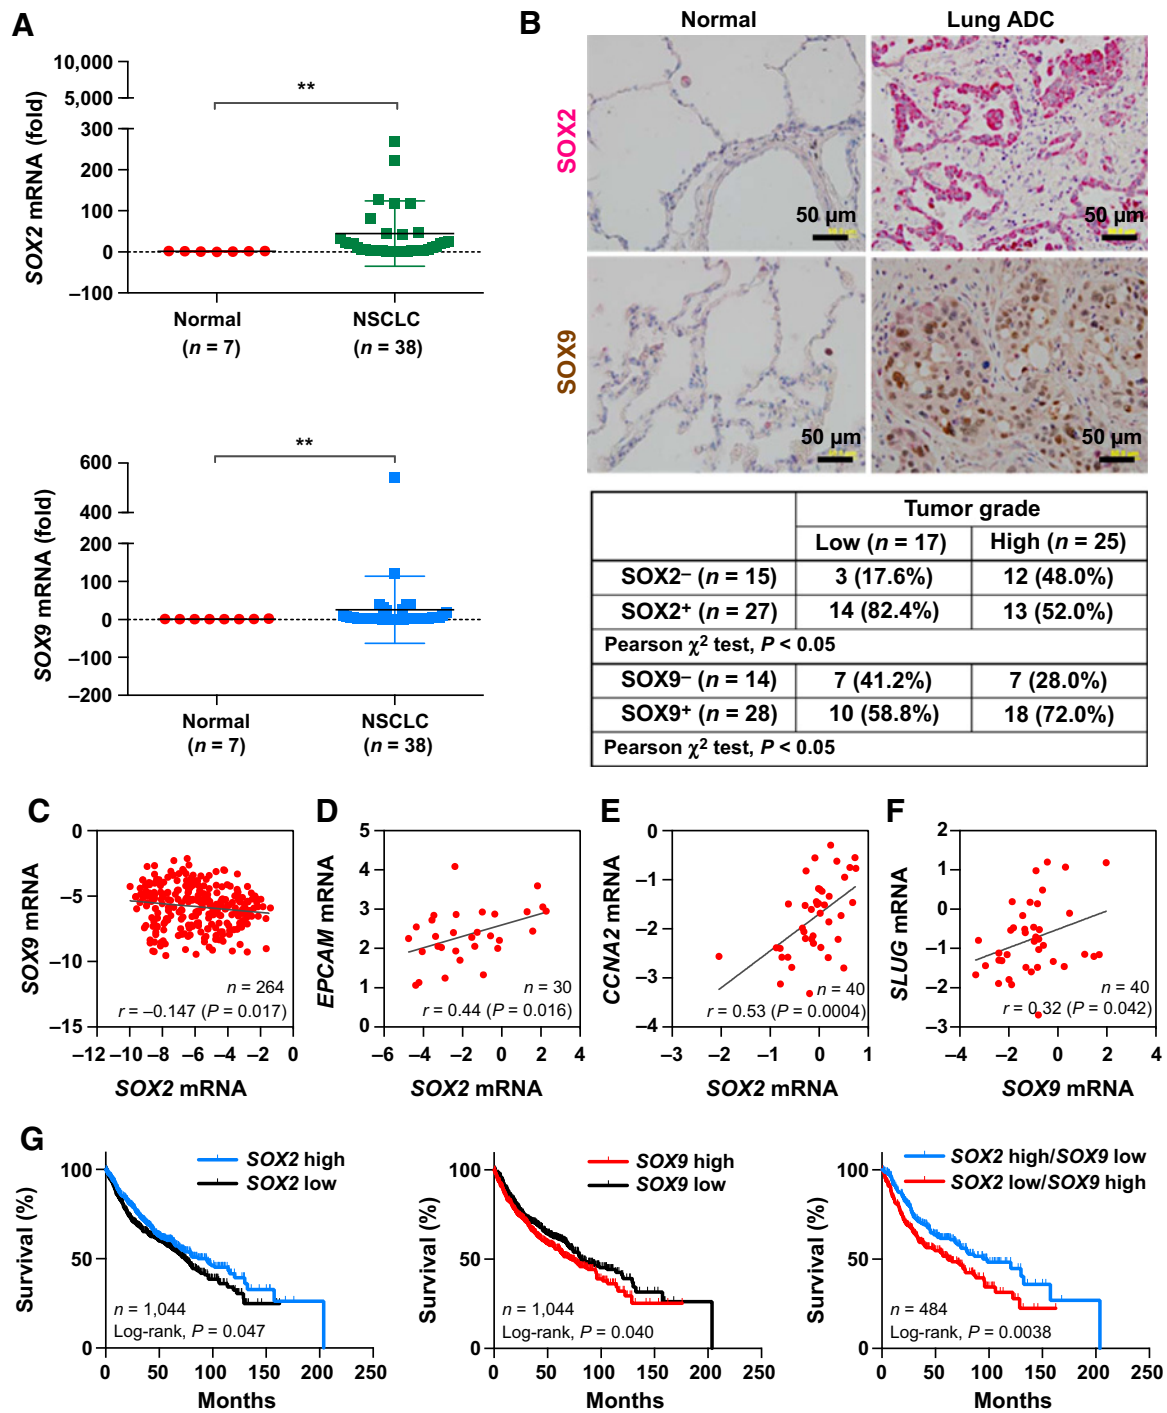 A
10,000
5,000
300
200
100
0
–100
SOX2 mRNA (fold)
**
Normal
(n = 7)
NSCLC
(n = 38)
600
400
200
100
0
–100
–200
SOX9 mRNA (fold)
**
Normal
(n = 7)
NSCLC
(n = 38)
B
Normal
Lung ADC
SOX2
50 µm
50 µm
SOX9
50 µm
50 µm
Tumor grade
Low (n = 17) High (n = 25)
SOX2– (n = 15) 3 (17.6%) 12 (48.0%)
SOX2+ (n = 27) 14 (82.4%) 13 (52.0%)
Pearson χ2 test, P < 0.05
SOX9– (n = 14) 7 (41.2%) 7 (28.0%)
SOX9+ (n = 28) 10 (58.8%) 18 (72.0%)
Pearson χ2 test, P < 0.05
C
SOX9 mRNA
0
–5
–10
–15
n = 264
r = –0.147 (P = 0.017)
–12 –10 –8 –6 –4 –2 0
SOX2 mRNA
D
EPCAM mRNA
5
4
3
2
1
0
n = 30
r = 0.44 (P = 0.016)
–6 –4 –2 0 2 4
SOX2 mRNA
E
CCNA2 mRNA
0
–1
–2
–3
–4
n = 40
r = 0.53 (P = 0.0004)
–3 –2 –1 0 1
SOX2 mRNA
F
SLUG mRNA
2
1
0
–1
–2
–3
n = 40
r = 0.32 (P = 0.042)
–4 –2 0 2 4
SOX9 mRNA
G
Survival (%)
100
50
0
SOX2 high
SOX2 low
n = 1,044
Log-rank, P = 0.047
0 50 100 150 200 250
Months
Survival (%)
100
50
0
SOX9 high
SOX9 low
n = 1,044
Log-rank, P = 0.040
0 50 100 150 200 250
Months
Survival (%)
100
50
0
SOX2 high/SOX9 low
SOX2 low/SOX9 high
n = 484
Log-rank, P = 0.0038
0 50 100 150 200 250
Months